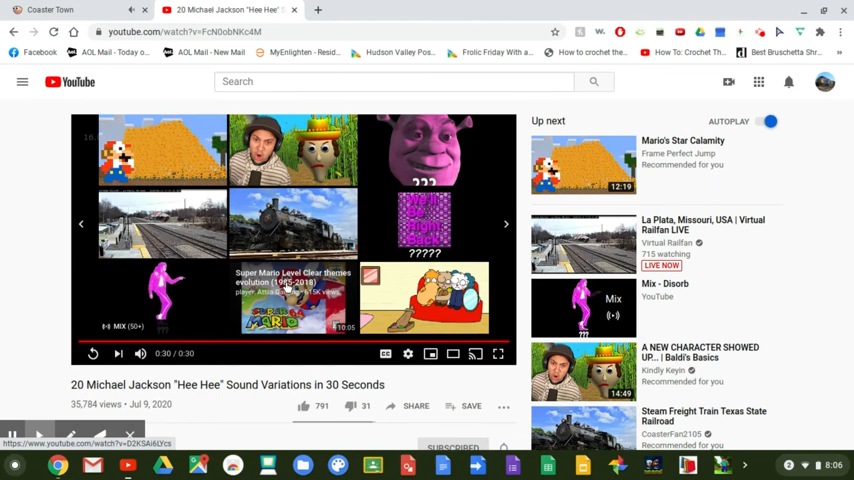 Coaster Town
20 Michael Jackson "Hee Hee" S
youtube.com/watch?v=FcN0obNKc4M
Facebook
AOL Mail - Today o...
AOL Mail - New Mail
MyEnlighten - Resid...
Hudson Valley Pos...
Frolic Friday With a...
How to crochet the...
How To: Crochet Th...
Best Bruschetta Shr...
YouTube
Search
???
We'll
Be
Right
Back
?????
Super Mario Level Clear themes
evolution (1985-2018)
SUPER
MARIO
10:05
MIX (50+)
???
0:30 / 0:30
20 Michael Jackson "Hee Hee" Sound Variations in 30 Seconds
35,784 views • Jul 9, 2020
791
31
SHARE
SAVE
SUBSCRIBED
https://www.youtube.com/watch?v=D2KSAi6LYcs
Up next
AUTOPLAY
Mario's Star Calamity
Frame Perfect Jump
Recommended for you
12:19
La Plata, Missouri, USA | Virtual
Railfan LIVE
Virtual Railfan
715 watching
LIVE NOW
Mix - Disorb
YouTube
Mix
???
A NEW CHARACTER SHOWED
UP... | Baldi's Basics
Kindly Keyin
Recommended for you
14:49
Steam Freight Train Texas State
Railroad
CoasterFan2105
Recommended for you
2
8:06